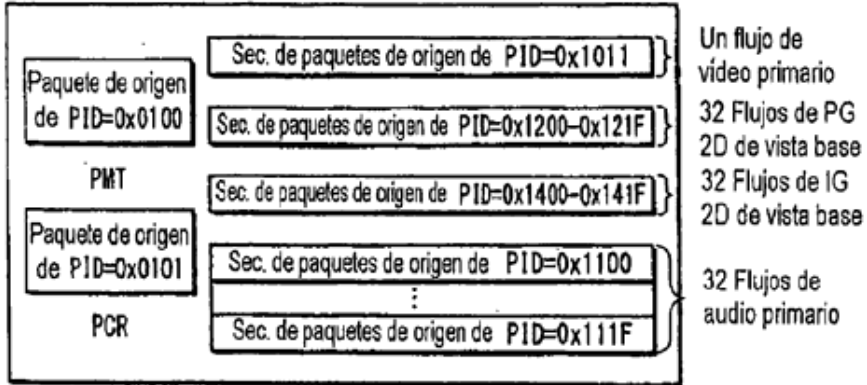 Paquete de origen
de PID=0x0100
PMT
Paquete de origen
de PID=0x0101
PCR
Sec. de paquetes de origen de PID=0x1011
Sec. de paquetes de origen de PID=0x1200-0x121F
Sec. de paquetes de origen de PID=0x1400-0x141F
Sec. de paquetes de origen de PID=0x1100
⋮
Sec. de paquetes de origen de PID=0x111F
Un flujo de
vídeo primario
32 Flujos de PG
2D de vista base
32 Flujos de IG
2D de vista base
32 Flujos de
audio primario